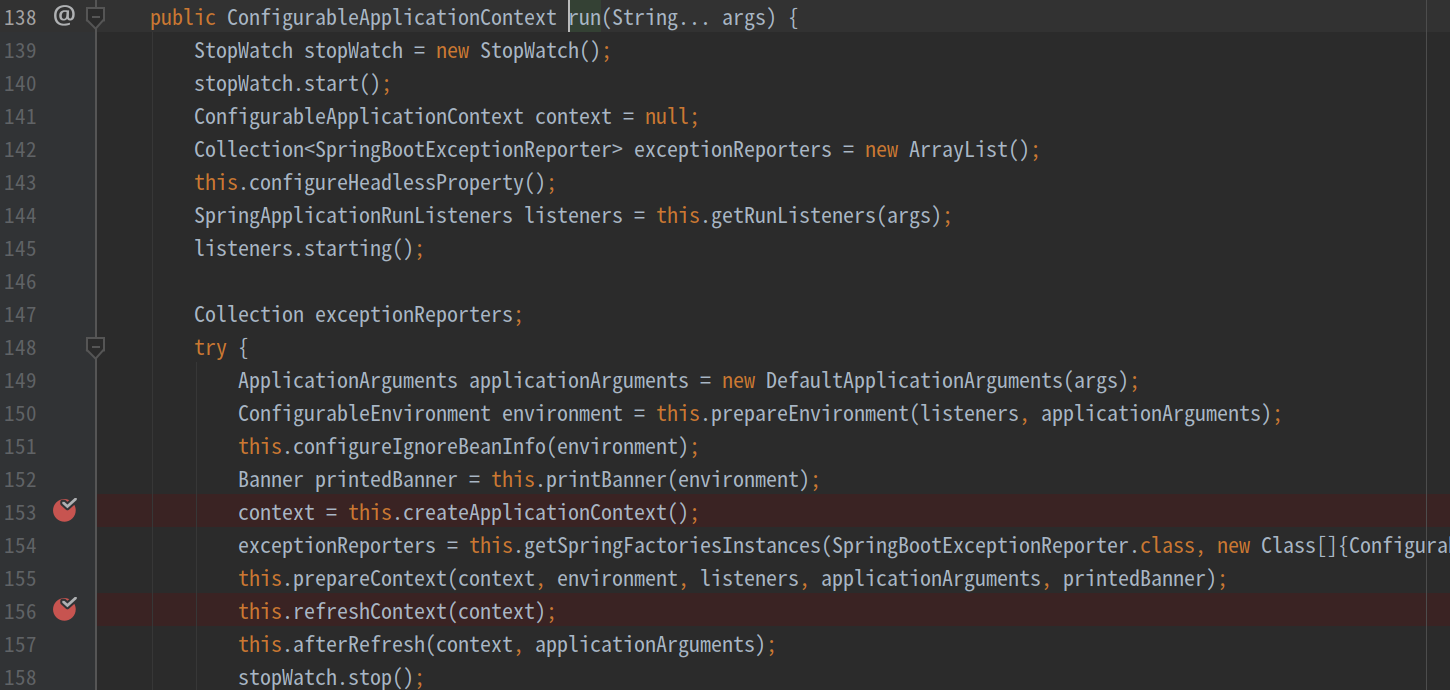 138 @ public ConfigurableApplicationContext run(String... args) {
139 StopWatch stopWatch = new StopWatch();
140 stopWatch.start();
141 ConfigurableApplicationContext context = null;
142 Collection<SpringBootExceptionReporter> exceptionReporters = new ArrayList();
143 this.configureHeadlessProperty();
144 SpringApplicationRunListeners listeners = this.getRunListeners(args);
145 listeners.starting();
146
147 Collection exceptionReporters;
148 try {
149 ApplicationArguments applicationArguments = new DefaultApplicationArguments(args);
150 ConfigurableEnvironment environment = this.prepareEnvironment(listeners, applicationArguments);
151 this.configureIgnoreBeanInfo(environment);
152 Banner printedBanner = this.printBanner(environment);
153 context = this.createApplicationContext();
154 exceptionReporters = this.getSpringFactoriesInstances(SpringBootExceptionReporter.class, new Class[]{Configura
155 this.prepareContext(context, environment, listeners, applicationArguments, printedBanner);
156 this.refreshContext(context);
157 this.afterRefresh(context, applicationArguments);
158 stopWatch.stop();